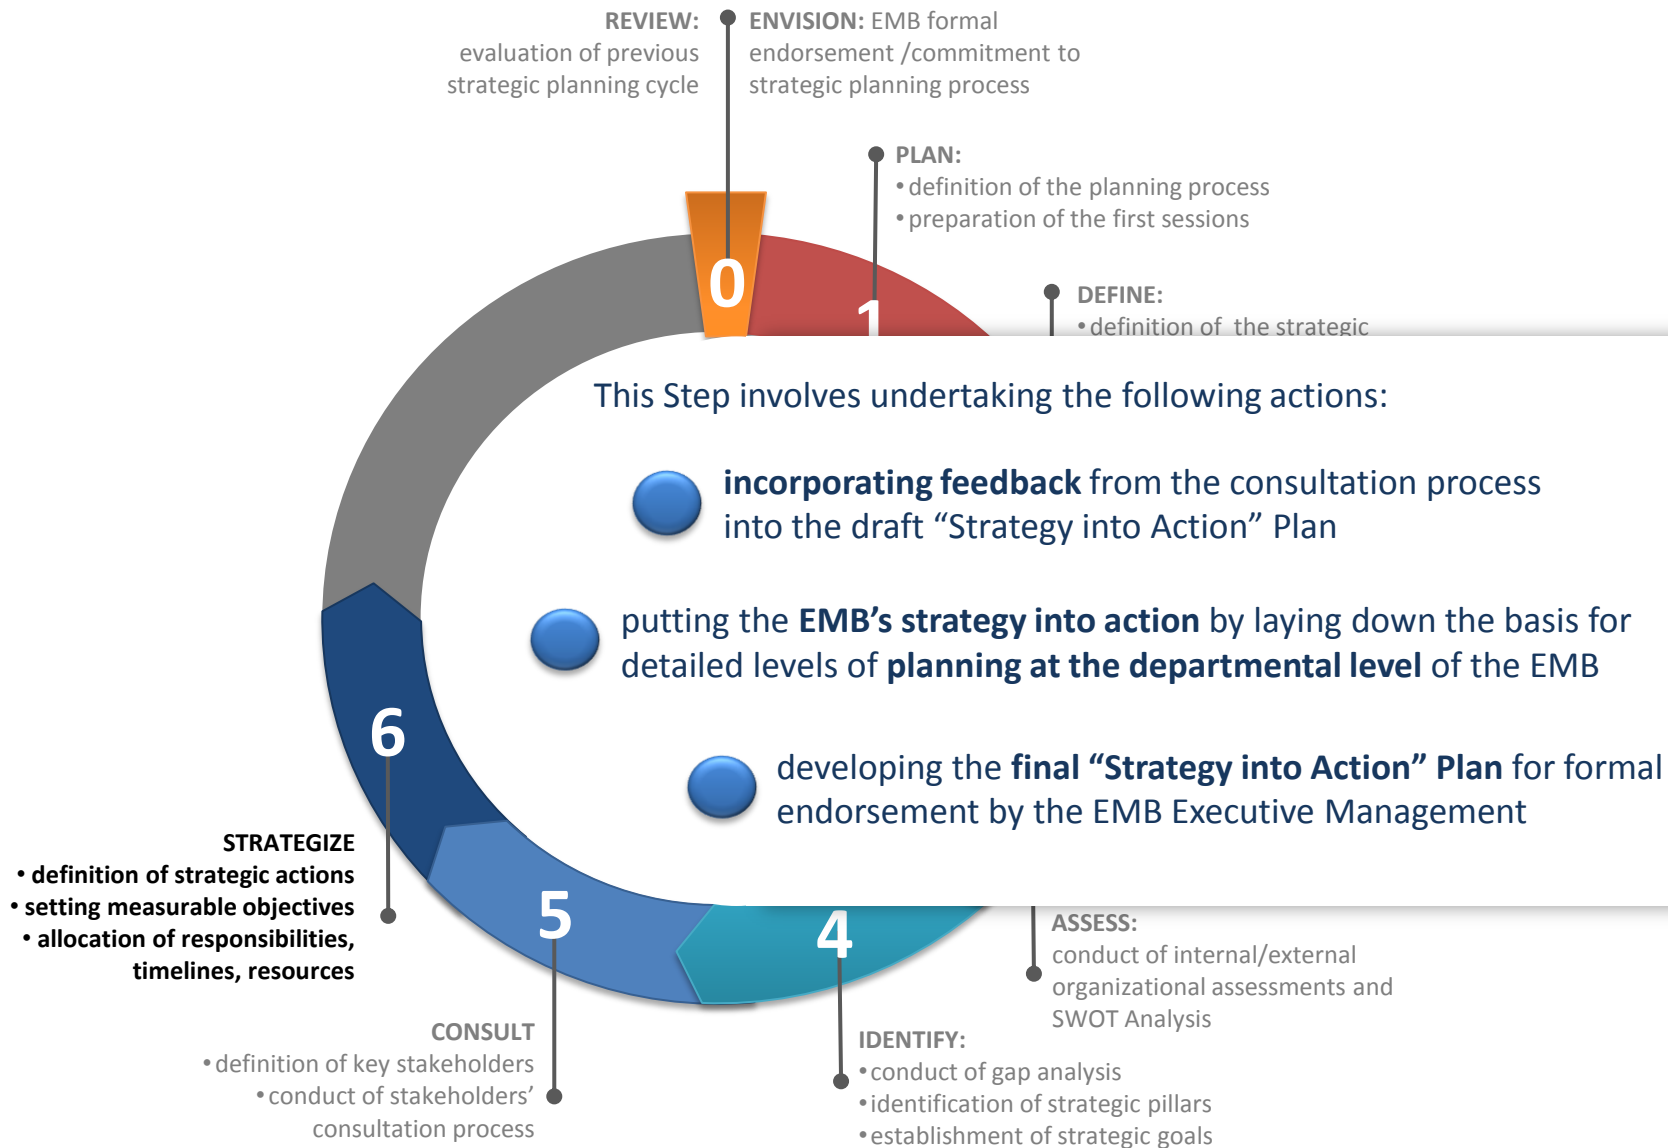 REVIEW:
evaluation of previous
strategic planning cycle
ENVISION: EMB formal
endorsement /commitment to
strategic planning process
PLAN:
• definition of the planning process
• preparation of the first sessions
0
1
DEFINE:
• definition of the strategic
This Step involves undertaking the following actions:
incorporating feedback from the consultation process
into the draft “Strategy into Action” Plan
putting the EMB’s strategy into action by laying down the basis for
detailed levels of planning at the departmental level of the EMB
developing the final “Strategy into Action” Plan for formal
endorsement by the EMB Executive Management
6
STRATEGIZE
• definition of strategic actions
• setting measurable objectives
• allocation of responsibilities,
timelines, resources
5
4
ASSESS:
conduct of internal/external
organizational assessments and
SWOT Analysis
CONSULT
• definition of key stakeholders
• conduct of stakeholders’
consultation process
IDENTIFY:
• conduct of gap analysis
• identification of strategic pillars
• establishment of strategic goals